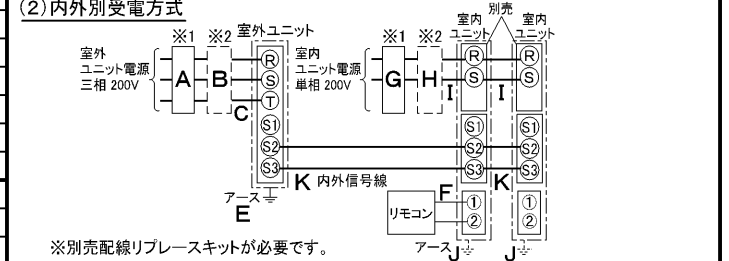 (2)内外別受電方式
※1 ※2 室外ユニット
室外
ユニット電源
三相 200V
A
B
C
R
S
T
S1
S2
S3
アース
E
※1 ※2
室内
ユニット電源
単相 200V
G
H
I
I
室内
ユニット
別売
室内
ユニット
R
S
S1
S2
S3
①
②
R
S
S1
S2
S3
①
②
K 内外信号線
K
F
リモコン
アース
J
J
※別売配線リプレースキットが必要です。